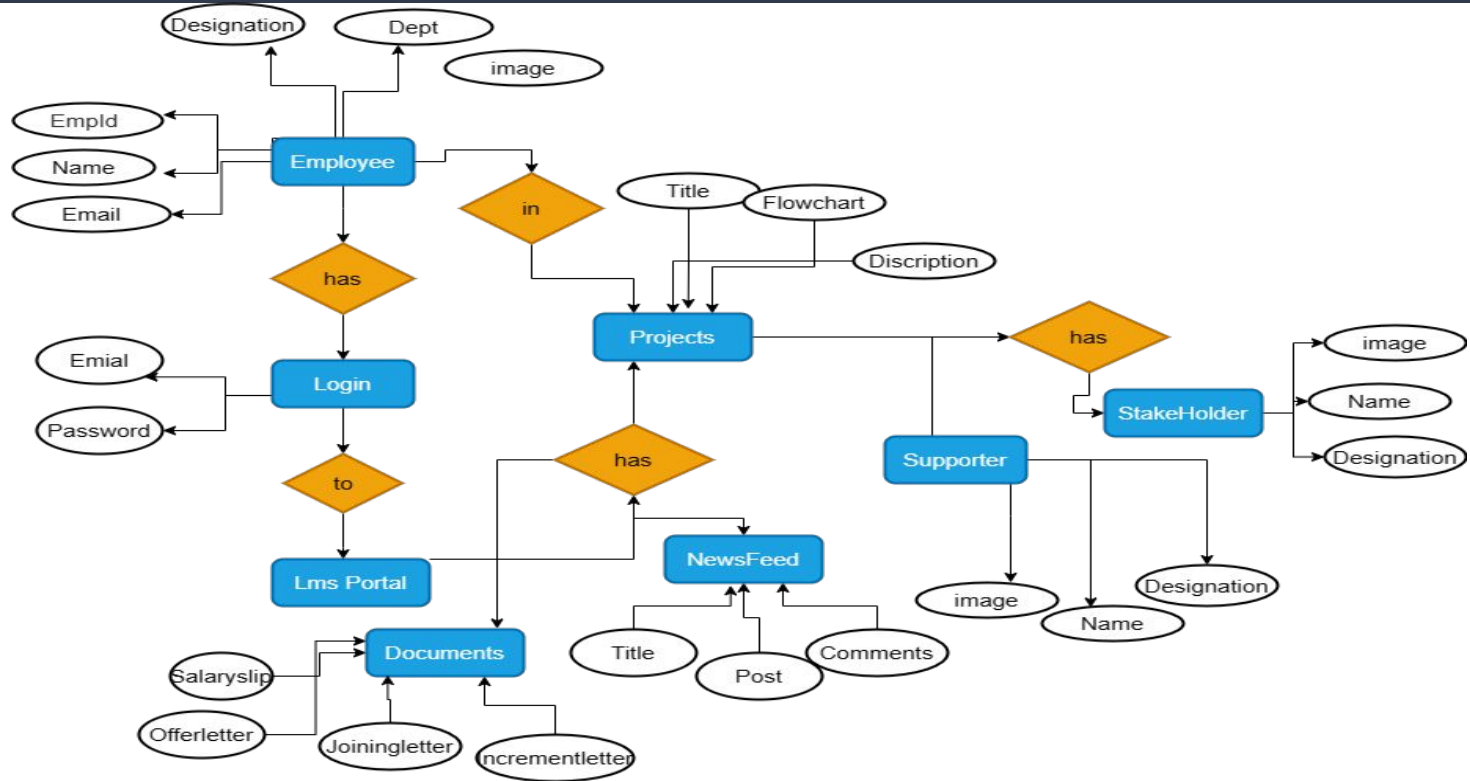 Designation
Dept
image
EmpId
Name
Email
Employee
in
Title
Flowchart
Discription
has
Projects
has
image
Name
Designation
StakeHolder
Emial
Password
Login
to
has
Supporter
Lms Portal
NewsFeed
image
Name
Designation
Title
Post
Comments
Documents
Salaryslip
Offerletter
Joiningletter
ncrementletter